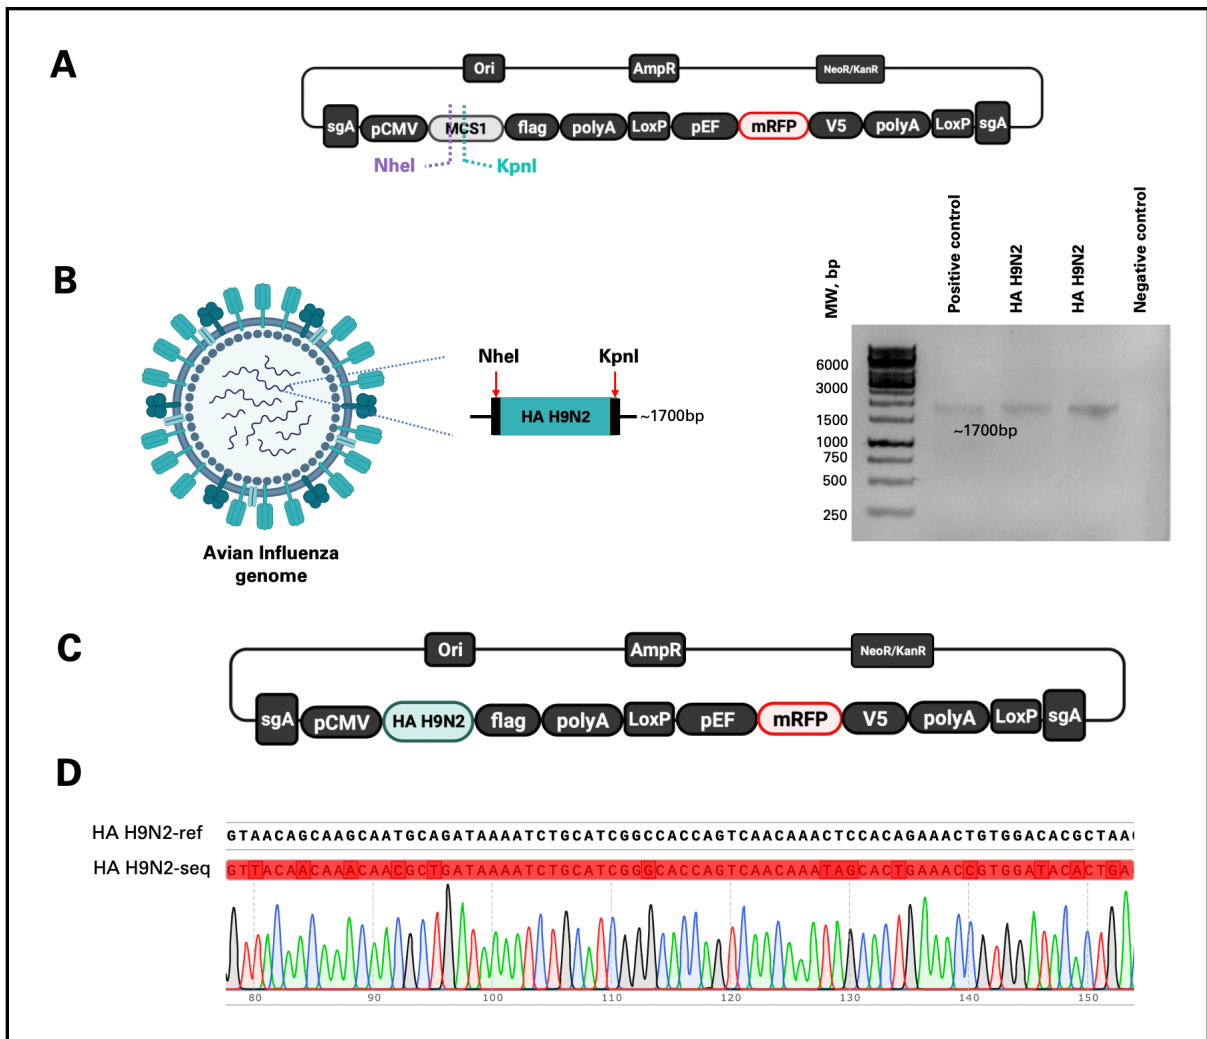 A
Ori
AmpR
NeoR/KanR
sgA pCMV MCS1 flag polyA LoxP pEF mRFP V5 polyA LoxP sgA
NheI KpnI
B
NheI KpnI
HA H9N2 ~1700bp
Avian Influenza
genome
MW, bp
Positive control
HA H9N2
HA H9N2
Negative control
6000
3000
1500
1000
750
500
250
~1700bp
C
Ori
AmpR
NeoR/KanR
sgA pCMV HA H9N2 flag polyA LoxP pEF mRFP V5 polyA LoxP sgA
D
HA H9N2-ref GTAACAGCAAGCAATGCAGATAAAATCTGCATCGGCCACCAGTCAACAAACTCCACAGAAACTGTGGACACGCTAA
HA H9N2-seq GTTACAACAAACAACGCTGATAAAATCTGCATCGGGCACCAGTCAACAAATAGCACTGAAACCGTGGATACACTGA
80 90 100 110 120 130 140 150